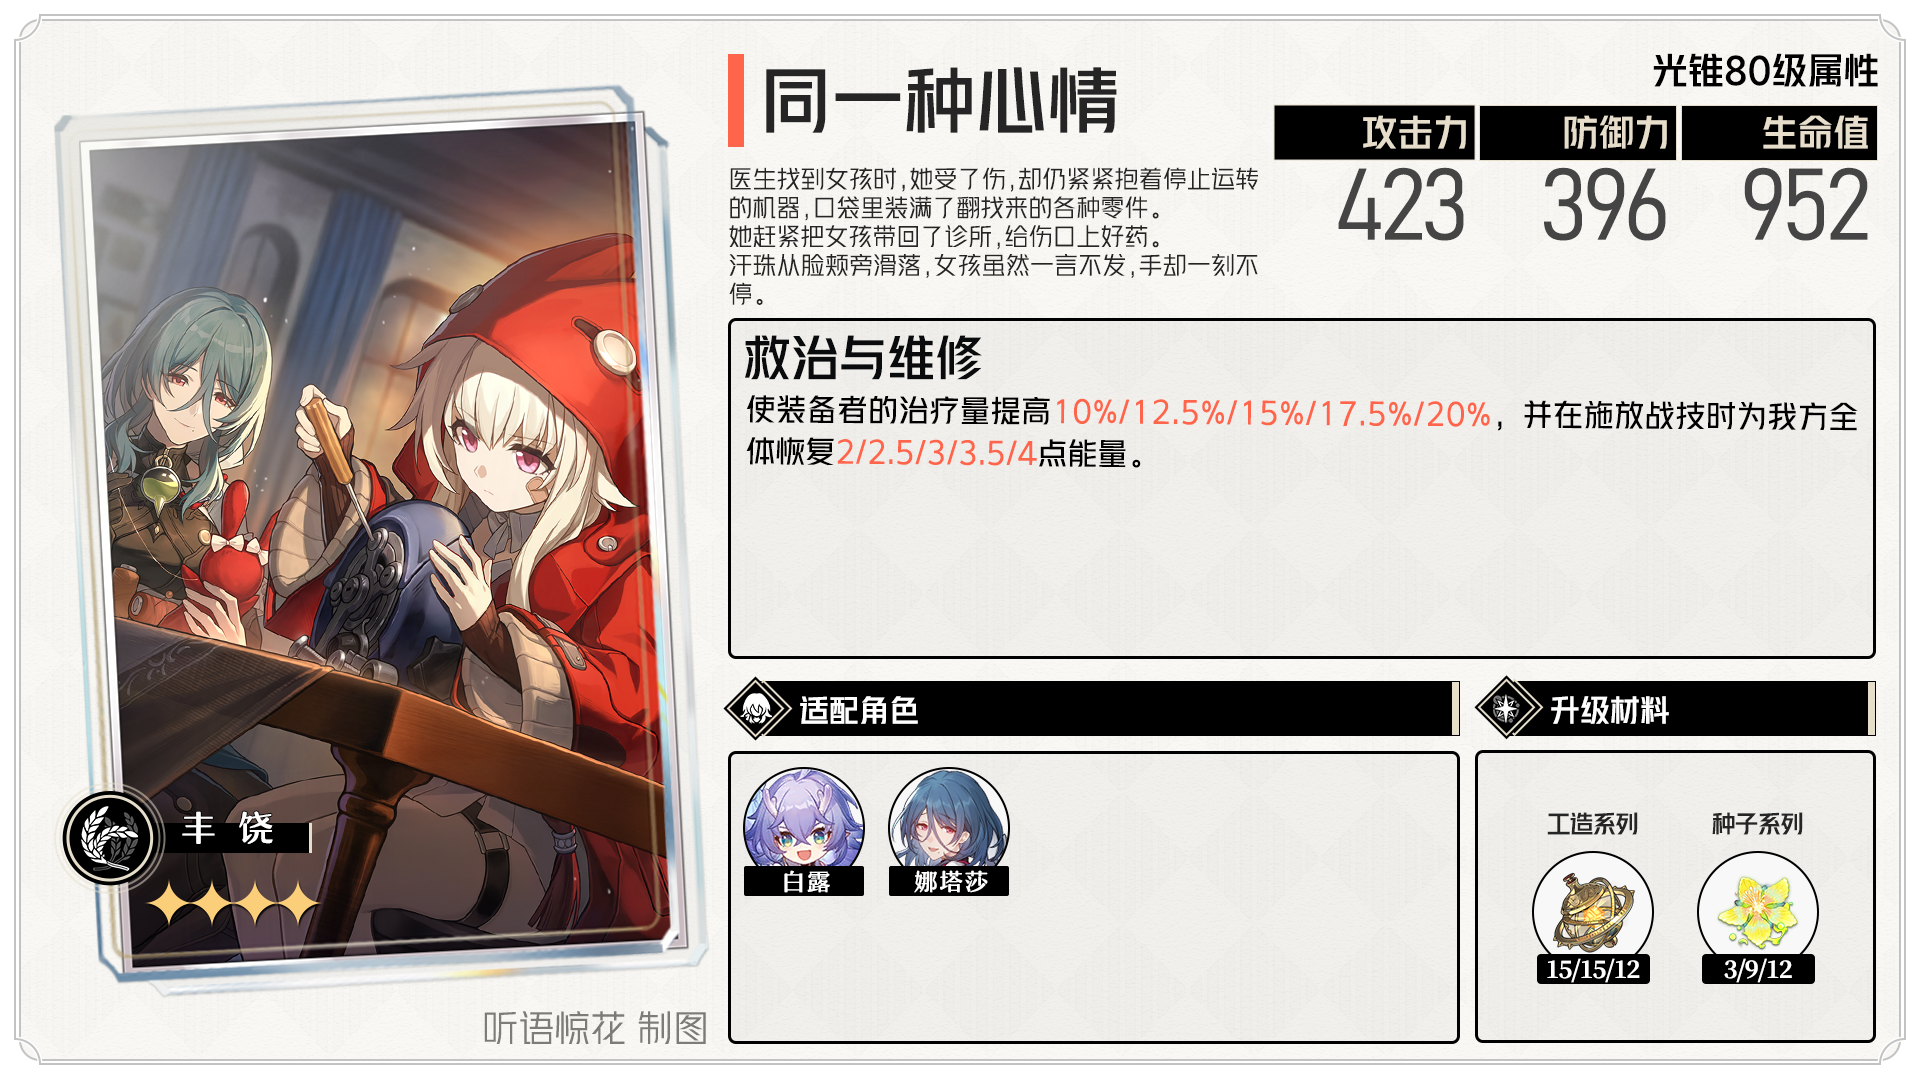 同一种心情
光锥80级属性
攻击力 防御力 生命值
423 396 952
医生找到女孩时,她受了伤,却仍紧紧抱着停止运转
的机器,口袋里装满了翻找来的各种零件。
她赶紧把女孩带回了诊所,给伤口上好药。
汗珠从脸颊旁滑落,女孩虽然一言不发,手却一刻不
停。
救治与维修
使装备者的治疗量提高10%/12.5%/15%/17.5%/20%，并在施放战技时为我方全
体恢复2/2.5/3/3.5/4点能量。
丰饶
适配角色
白露 娜塔莎
升级材料
工造系列 种子系列
15/15/12 3/9/12
听语惊花 制图